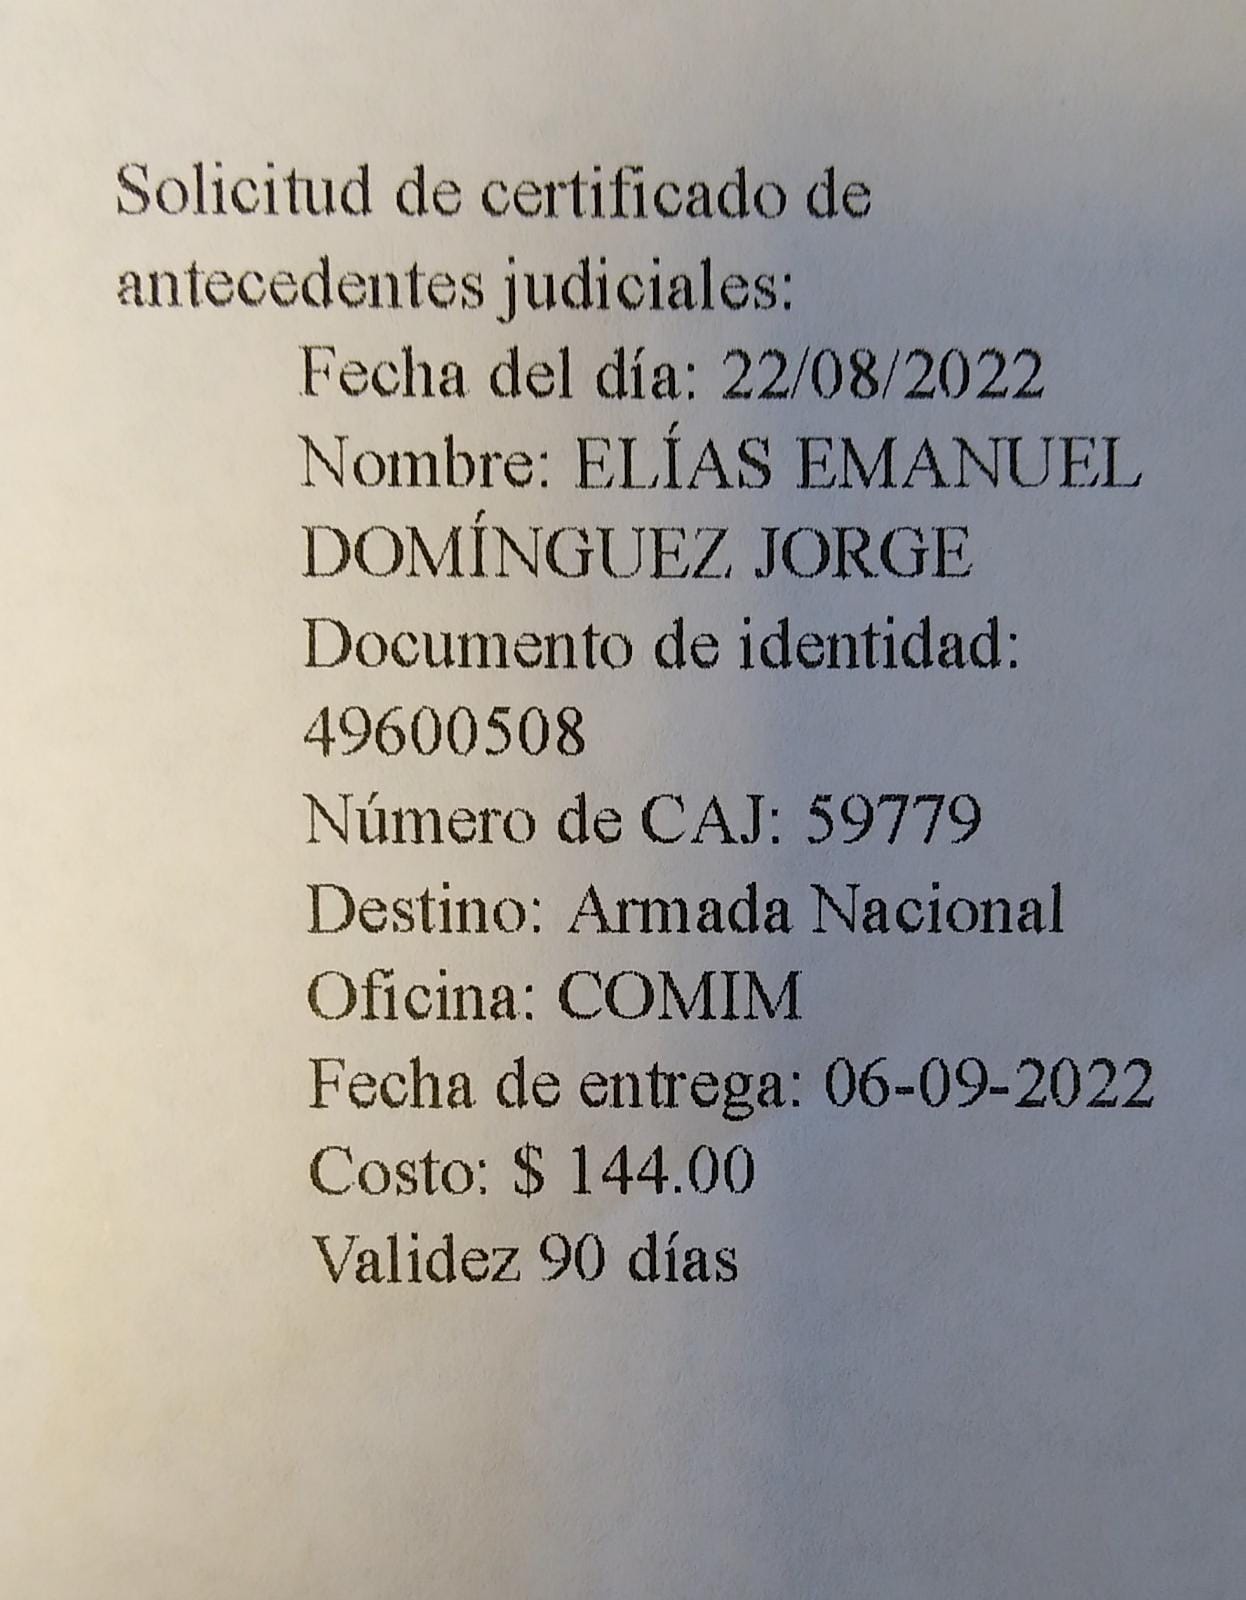 Solicitud de certificado de
antecedentes judiciales:
Fecha del día: 22/08/2022
Nombre: ELÍAS EMANUEL
DOMÍNGUEZ JORGE
Documento de identidad:
49600508
Número de CAJ: 59779
Destino: Armada Nacional
Oficina: COMIM
Fecha de entrega: 06-09-2022
Costo: $ 144.00
Validez 90 días